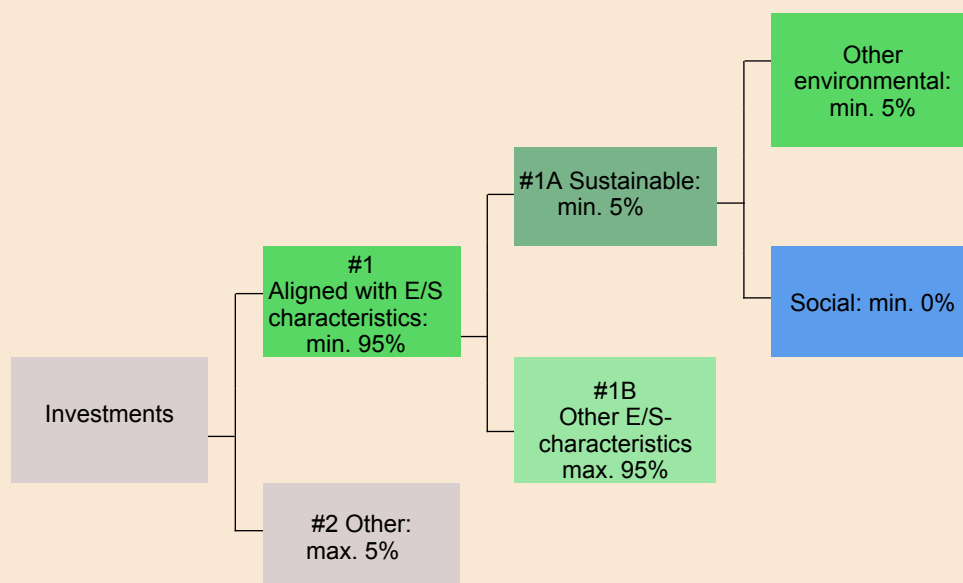 Other
environmental:
min. 5%
#1A Sustainable:
min. 5%
#1
Aligned with E/S
characteristics:
min. 95%
Social: min. 0%
Investments
#1B
Other E/S-
characteristics
max. 95%
#2 Other:
max. 5%